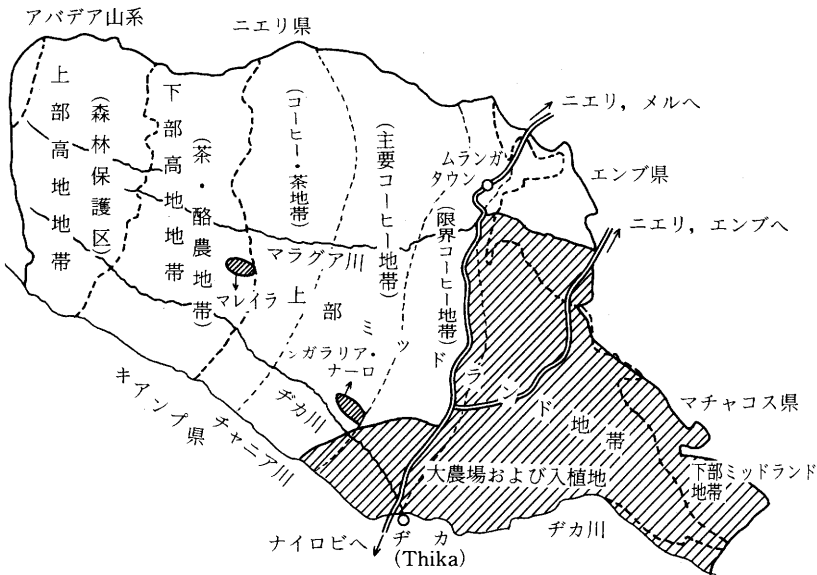 アバデア山系
ニエリ県
上部高地地帯
(森林保護区)
下部高地地帯
(茶・酪農地帯)
(コーヒー・茶地帯)
(主要コーヒー地帯)
(限界コーヒー地帯)
ニエリ，メルへ
ムランガ
タウン
エンブ県
ニエリ，エンブへ
マラグア川
マレイラ
上部ミッドランド地帯
ンガラリア・
ナーロ
キアンプ県
チャニア川
ヂカ川
マチャコス県
大農場および入植地
下部ミッドランド
地帯
ナイロビへ
ヂカ
(Thika)
ヂカ川